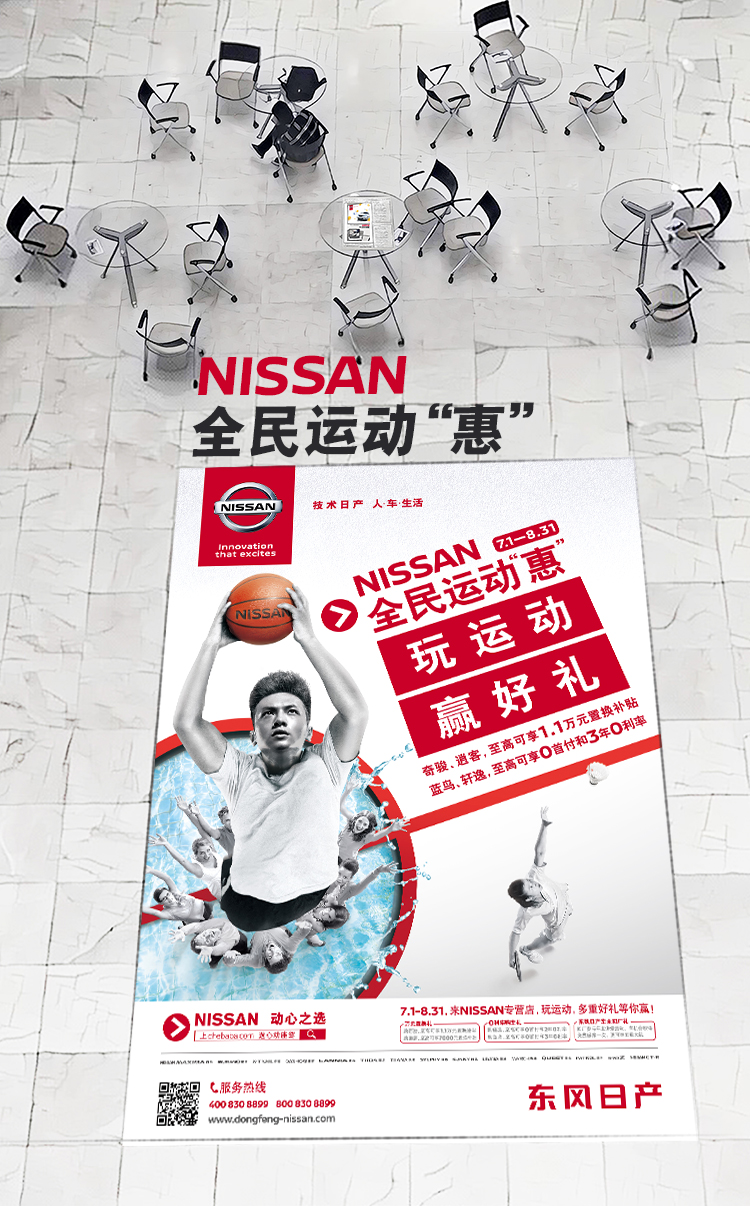 NISSAN
全民运动“惠”
NISSAN
Innovation
that excites
技术日产 人·车·生活
7.1—8.31
NISSAN
全民运动“惠”
玩运动
赢好礼
奇骏、逍客，至高可享1.1万元置换补贴
蓝鸟、轩逸，至高可享0首付和3年0利率
NISSAN
NISSAN 动心之选
7.1-8.31, 来NISSAN专营店，玩运动，多重好礼等你赢！
服务热线
400 830 8899 800 830 8899
www.dongfeng-nissan.com
东风日产